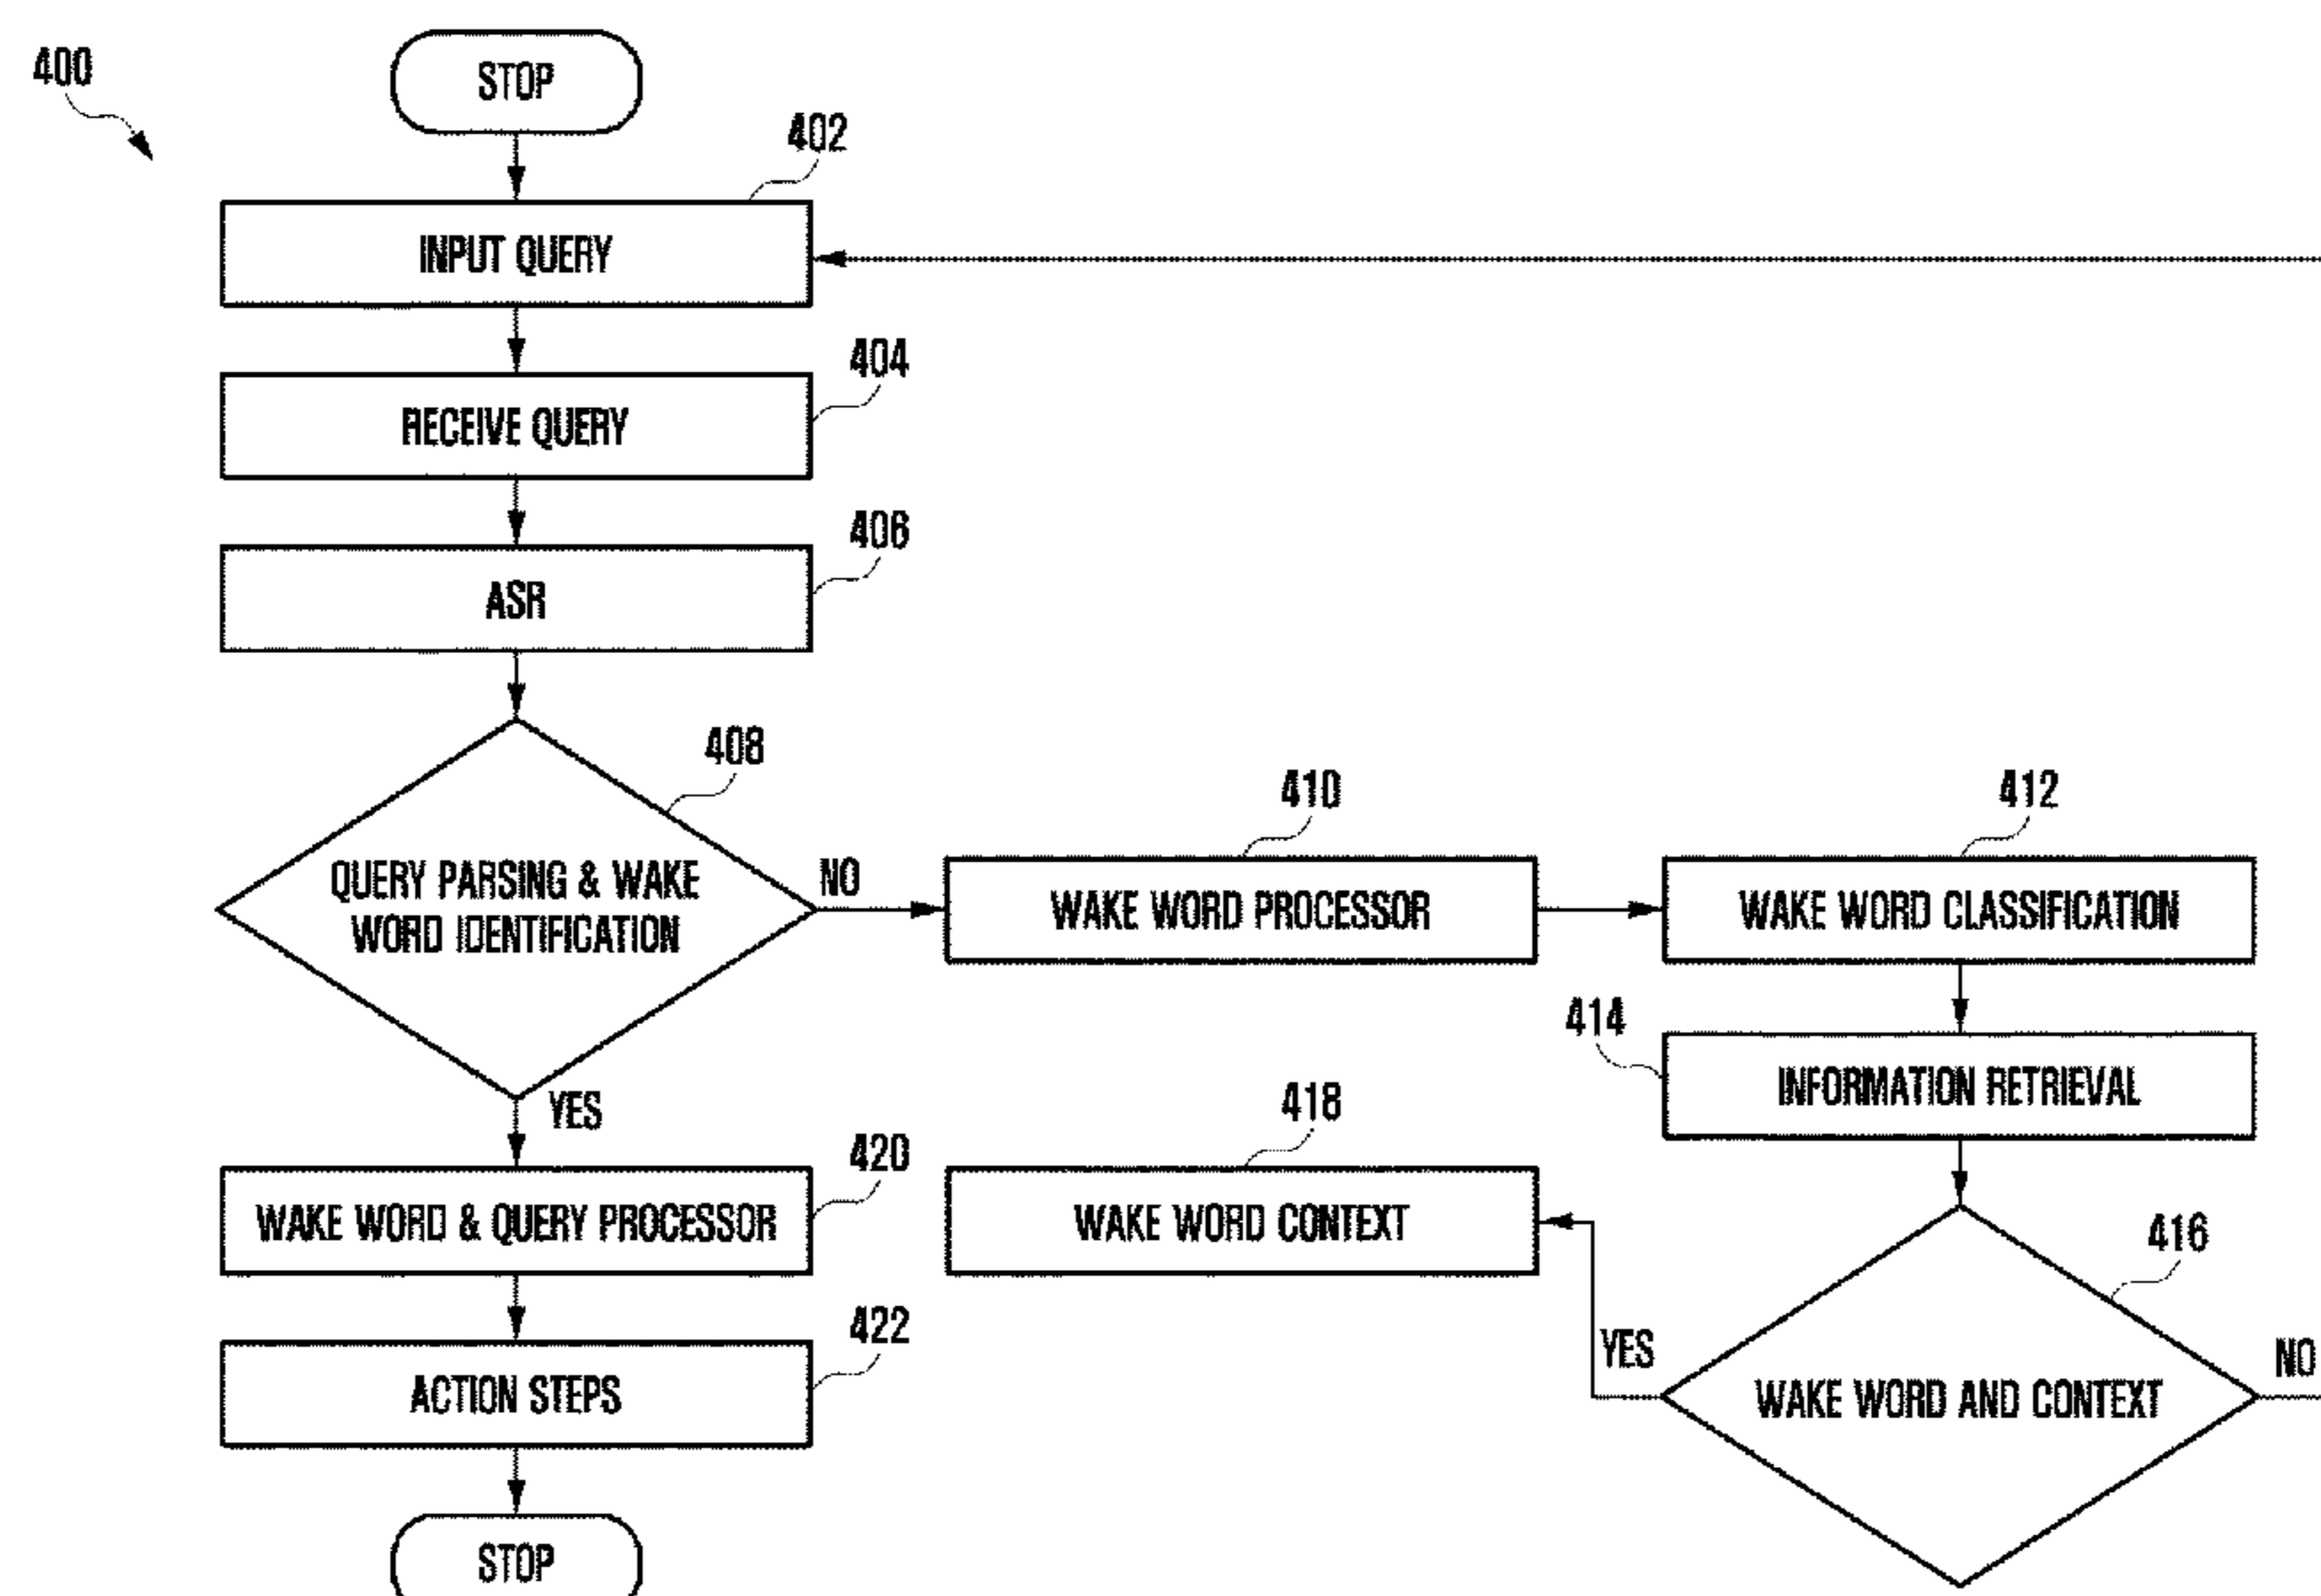 400
STOP
402
INPUT QUERY
404
RECEIVE QUERY
406
ASR
408
QUERY PARSING & WAKE
WORD IDENTIFICATION
NO
410
WAKE WORD PROCESSOR
412
WAKE WORD CLASSIFICATION
414
INFORMATION RETRIEVAL
416
WAKE WORD AND CONTEXT
NO
YES
418
WAKE WORD CONTEXT
YES
420
WAKE WORD & QUERY PROCESSOR
422
ACTION STEPS
STOP